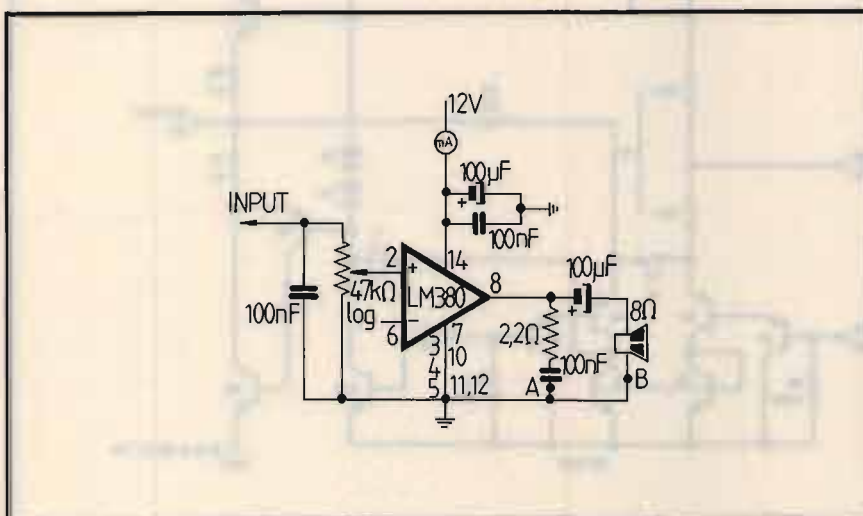 12V
mA
100µF
+
100nF
INPUT
100nF
47kΩ
log
2
+
LM380
−
6
14
8
3
4
5
7
10
11,12
2,2Ω
100nF
A
100µF
+
8Ω
B